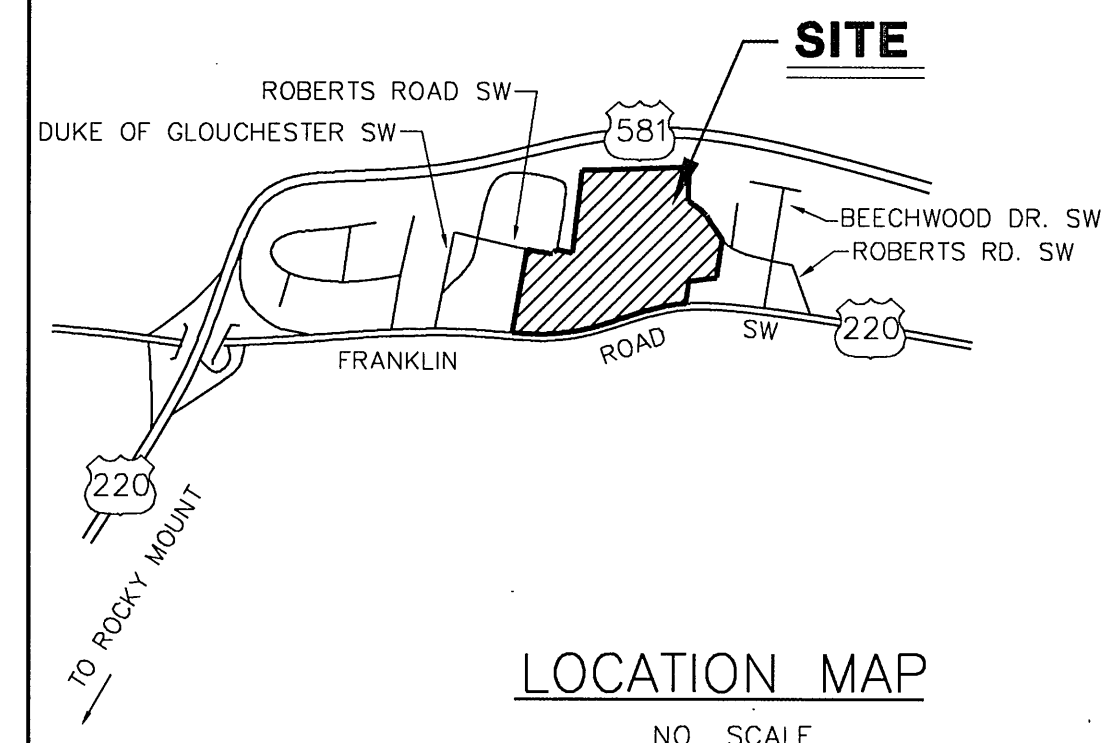 SITE
ROBERTS ROAD SW
581
DUKE OF GLOUCHESTER SW
BEECHWOOD DR. SW
ROBERTS RD. SW
220
FRANKLIN ROAD SW
220
TO ROCKY MOUNT
LOCATION MAP
NO SCALE